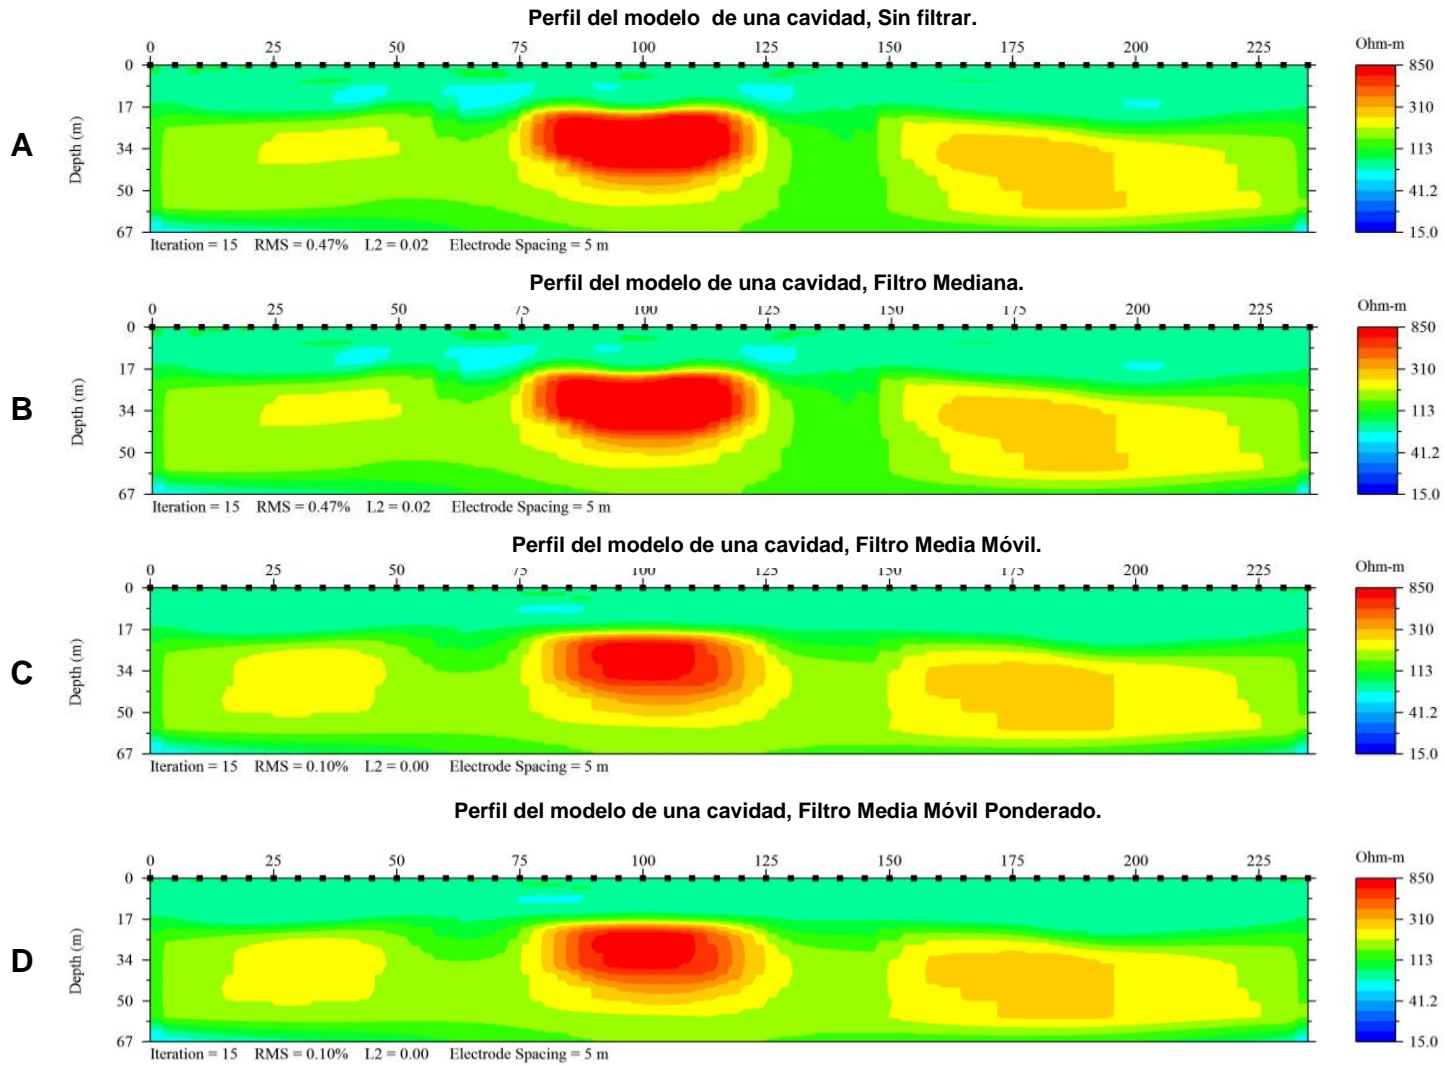 Perfil del modelo de una cavidad, Sin filtrar.
0 25 50 75 100 125 150 175 200 225
Ohm-m
A
Depth (m)
0
17
34
50
67
850
310
113
41.2
15.0
Iteration = 15 RMS = 0.47% L2 = 0.02 Electrode Spacing = 5 m
Perfil del modelo de una cavidad, Filtro Mediana.
0 25 50 75 100 125 150 175 200 225
Ohm-m
B
Depth (m)
0
17
34
50
67
850
310
113
41.2
15.0
Iteration = 15 RMS = 0.47% L2 = 0.02 Electrode Spacing = 5 m
Perfil del modelo de una cavidad, Filtro Media Móvil.
0 25 50 75 100 125 150 175 200 225
Ohm-m
C
Depth (m)
0
17
34
50
67
850
310
113
41.2
15.0
Iteration = 15 RMS = 0.10% L2 = 0.00 Electrode Spacing = 5 m
Perfil del modelo de una cavidad, Filtro Media Móvil Ponderado.
0 25 50 75 100 125 150 175 200 225
Ohm-m
D
Depth (m)
0
17
34
50
67
850
310
113
41.2
15.0
Iteration = 15 RMS = 0.10% L2 = 0.00 Electrode Spacing = 5 m